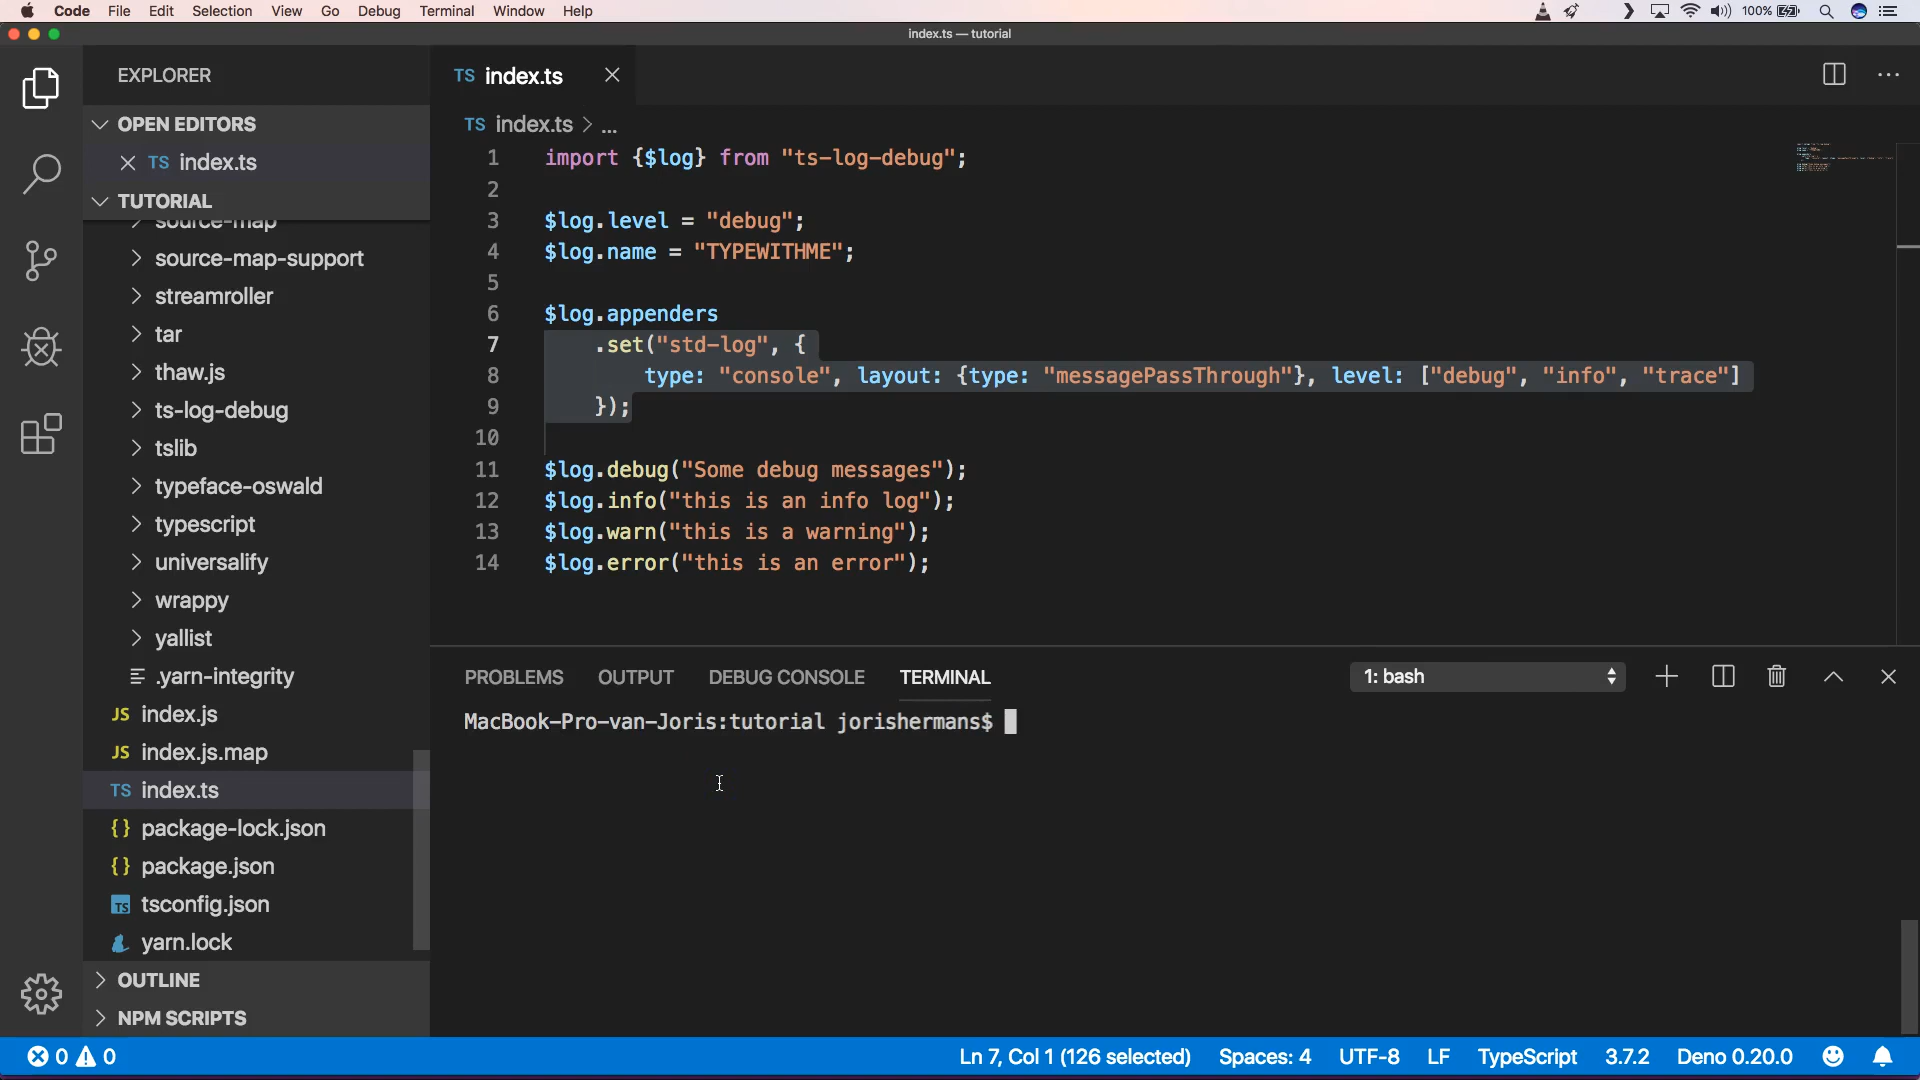 Code File Edit Selection View Go Debug Terminal Window Help 100%
index.ts — tutorial
EXPLORER
OPEN EDITORS
TS index.ts
TUTORIAL
source-map
source-map-support
streamroller
tar
thaw.js
ts-log-debug
tslib
typeface-oswald
typescript
universalify
wrappy
yallist
.yarn-integrity
JS index.js
JS index.js.map
TS index.ts
{} package-lock.json
{} package.json
TS tsconfig.json
yarn.lock
OUTLINE
NPM SCRIPTS
TS index.ts
TS index.ts > ...
1 import {$log} from "ts-log-debug";
2
3 $log.level = "debug";
4 $log.name = "TYPEWITHME";
5
6 $log.appenders
7 .set("std-log", {
8 type: "console", layout: {type: "messagePassThrough"}, level: ["debug", "info", "trace"]
9 });
10
11 $log.debug("Some debug messages");
12 $log.info("this is an info log");
13 $log.warn("this is a warning");
14 $log.error("this is an error");
PROBLEMS OUTPUT DEBUG CONSOLE TERMINAL 1: bash
MacBook-Pro-van-Joris:tutorial jorishermans$
0 0 Ln 7, Col 1 (126 selected) Spaces: 4 UTF-8 LF TypeScript 3.7.2 Deno 0.20.0